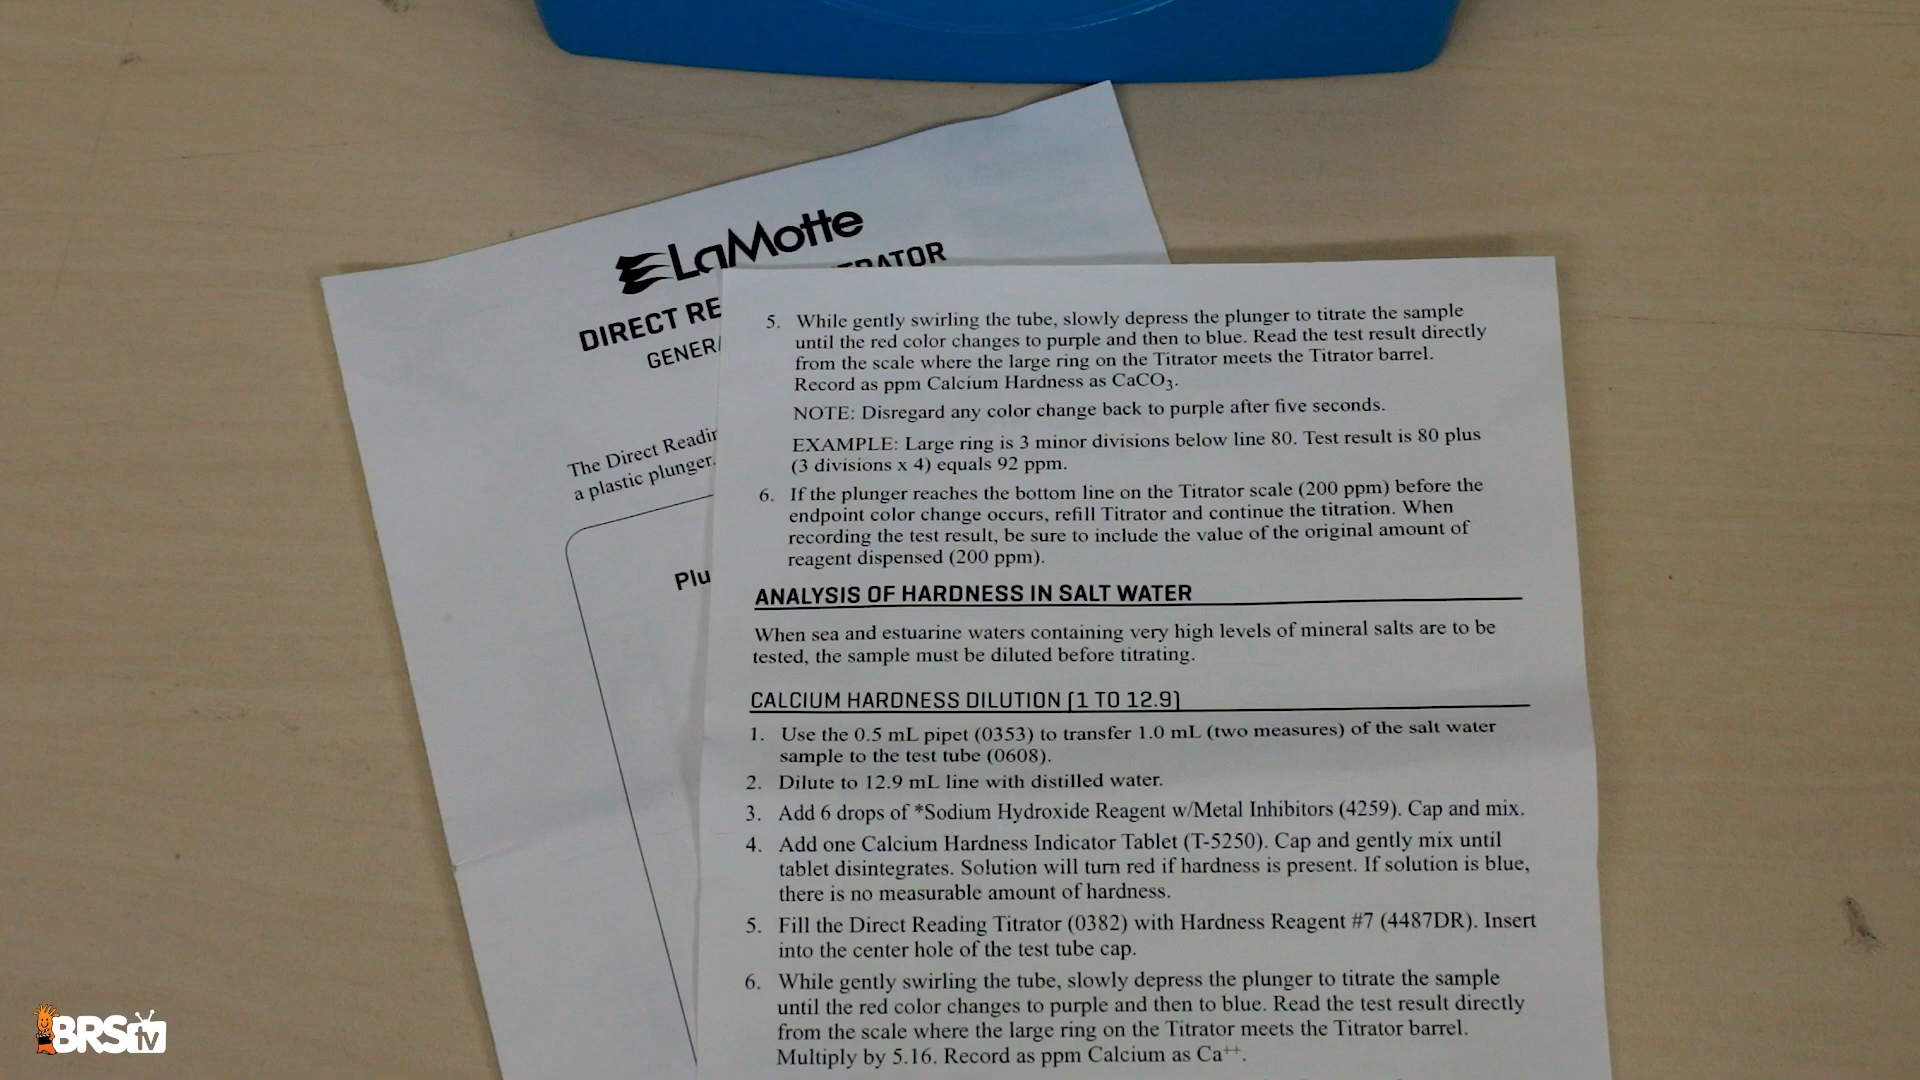 LaMotte
DIRECT RE
TRATOR
GENERA
The Direct Readin
a plastic plunger,
Plu
5. While gently swirling the tube, slowly depress the plunger to titrate the sample
until the red color changes to purple and then to blue. Read the test result directly
from the scale where the large ring on the Titrator meets the Titrator barrel.
Record as ppm Calcium Hardness as CaCO₃.
NOTE: Disregard any color change back to purple after five seconds.
EXAMPLE: Large ring is 3 minor divisions below line 80. Test result is 80 plus
(3 divisions x 4) equals 92 ppm.
6. If the plunger reaches the bottom line on the Titrator scale (200 ppm) before the
endpoint color change occurs, refill Titrator and continue the titration. When
recording the test result, be sure to include the value of the original amount of
reagent dispensed (200 ppm).
ANALYSIS OF HARDNESS IN SALT WATER
When sea and estuarine waters containing very high levels of mineral salts are to be
tested, the sample must be diluted before titrating.
CALCIUM HARDNESS DILUTION [1 TO 12.9]
1. Use the 0.5 mL pipet (0353) to transfer 1.0 mL (two measures) of the salt water
sample to the test tube (0608).
2. Dilute to 12.9 mL line with distilled water.
3. Add 6 drops of *Sodium Hydroxide Reagent w/Metal Inhibitors (4259). Cap and mix.
4. Add one Calcium Hardness Indicator Tablet (T-5250). Cap and gently mix until
tablet disintegrates. Solution will turn red if hardness is present. If solution is blue,
there is no measurable amount of hardness.
5. Fill the Direct Reading Titrator (0382) with Hardness Reagent #7 (4487DR). Insert
into the center hole of the test tube cap.
6. While gently swirling the tube, slowly depress the plunger to titrate the sample
until the red color changes to purple and then to blue. Read the test result directly
from the scale where the large ring on the Titrator meets the Titrator barrel.
Multiply by 5.16. Record as ppm Calcium as Ca⁺⁺.
BRStv